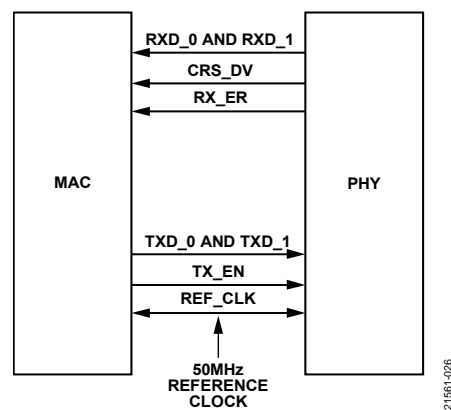 RXD_0 AND RXD_1
CRS_DV
RX_ER
MAC
PHY
TXD_0 AND TXD_1
TX_EN
REF_CLK
50MHz
REFERENCE
CLOCK
21561-026